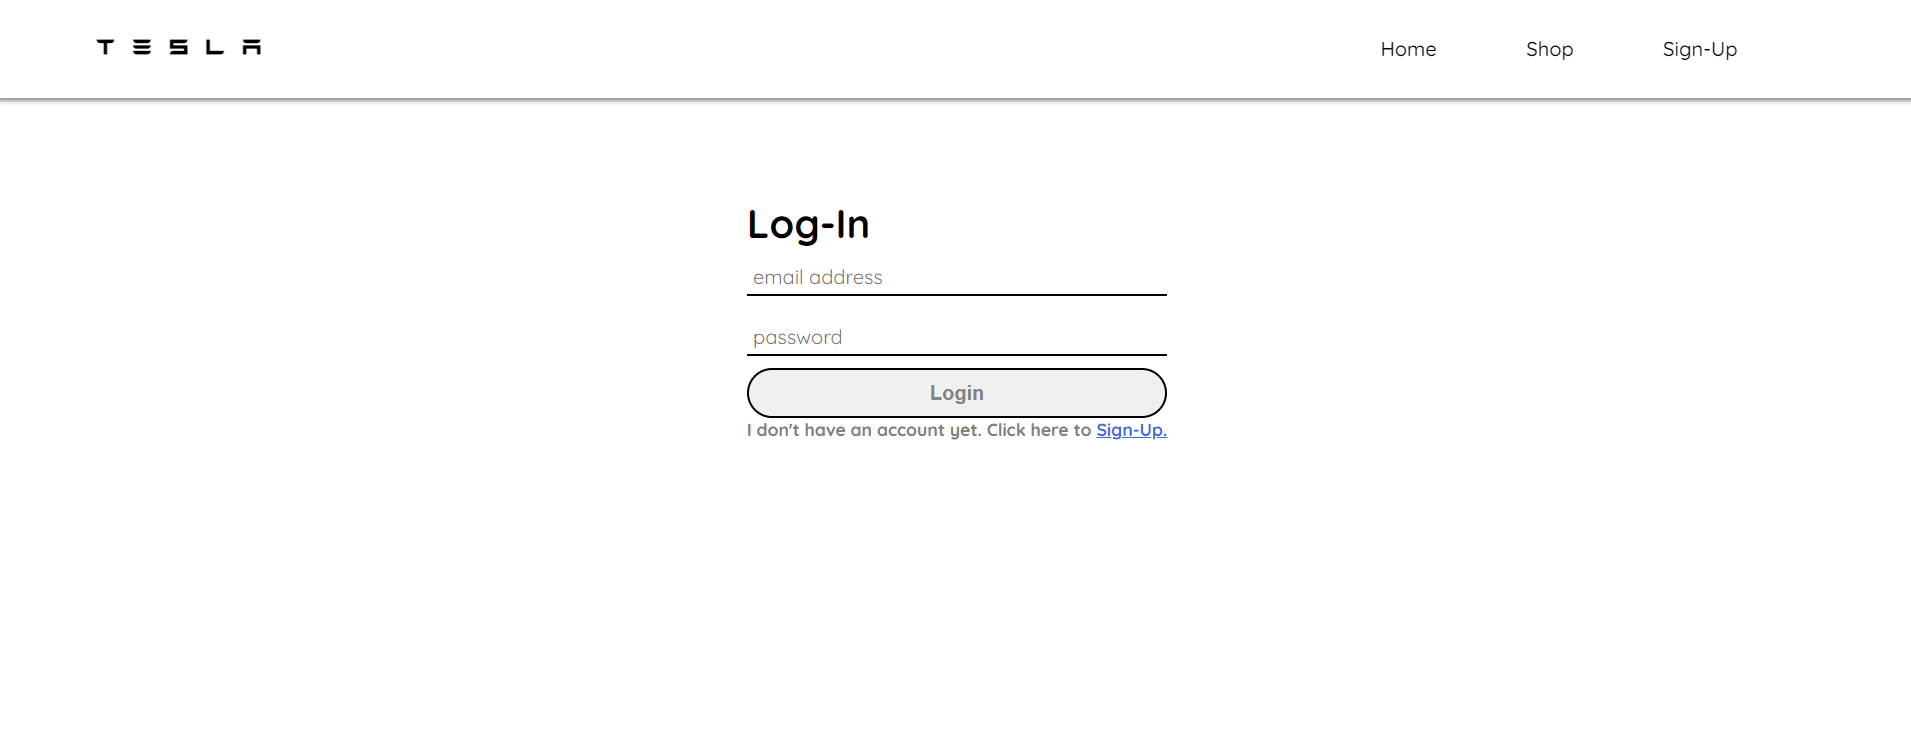 TESLA
Home Shop Sign-Up
Log-In
email address
password
Login
I don't have an account yet. Click here to Sign-Up.